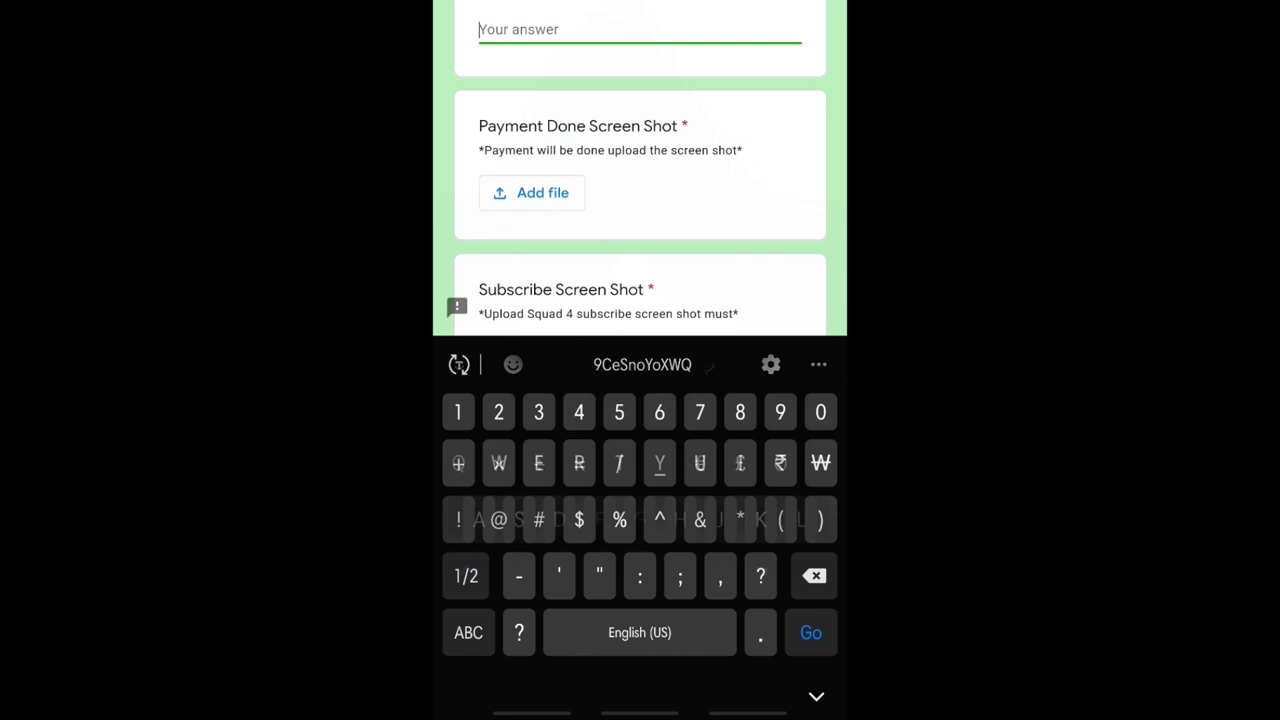 Your answer
Payment Done Screen Shot *
*Payment will be done upload the screen shot*
Add file
Subscribe Screen Shot *
*Upload Squad 4 subscribe screen shot must*
9CeSnoYoXWQ
1 2 3 4 5 6 7 8 9 0
W E R Y U ₹ ₩
! @ # $ % ^ & * ( )
1/2 - ' " : ; , ?
ABC ? English (US) . Go